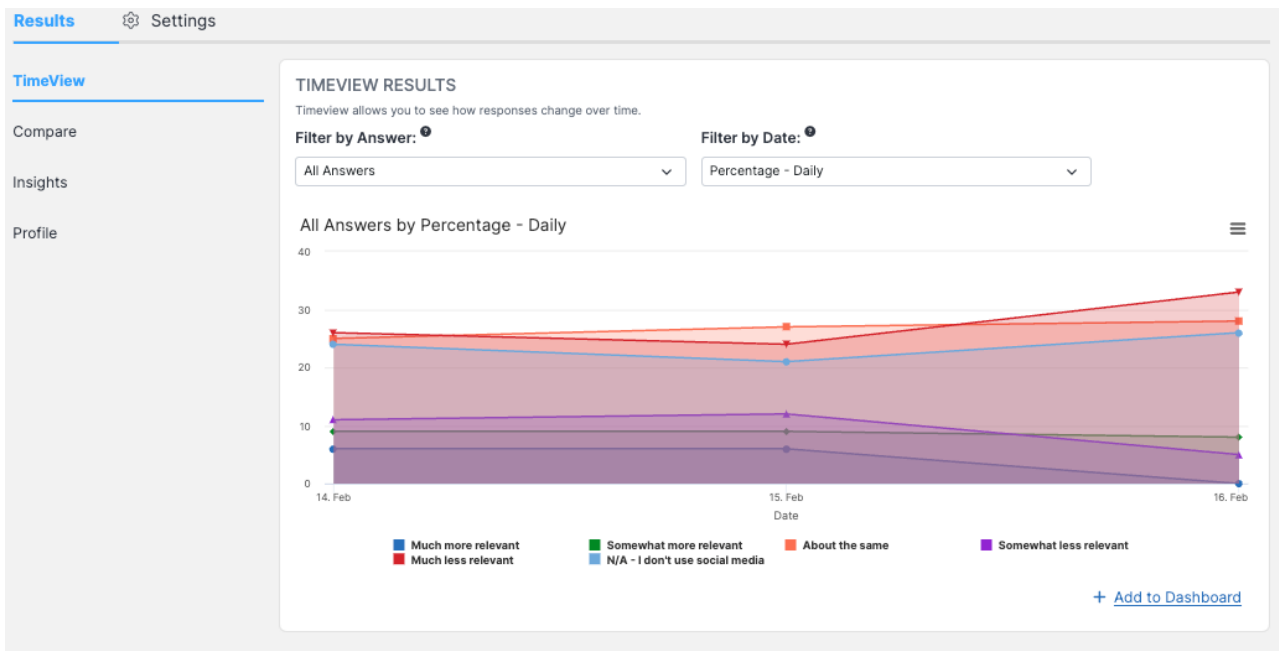 Results Settings
TimeView
Compare
Insights
Profile
TIMEVIEW RESULTS
Timeview allows you to see how responses change over time.
Filter by Answer: ?
Filter by Date: ?
All Answers
Percentage - Daily
All Answers by Percentage - Daily
40
30
20
10
0
14. Feb
15. Feb
16. Feb
Date
Much more relevant
Somewhat more relevant
About the same
Somewhat less relevant
Much less relevant
N/A - I don't use social media
+ Add to Dashboard